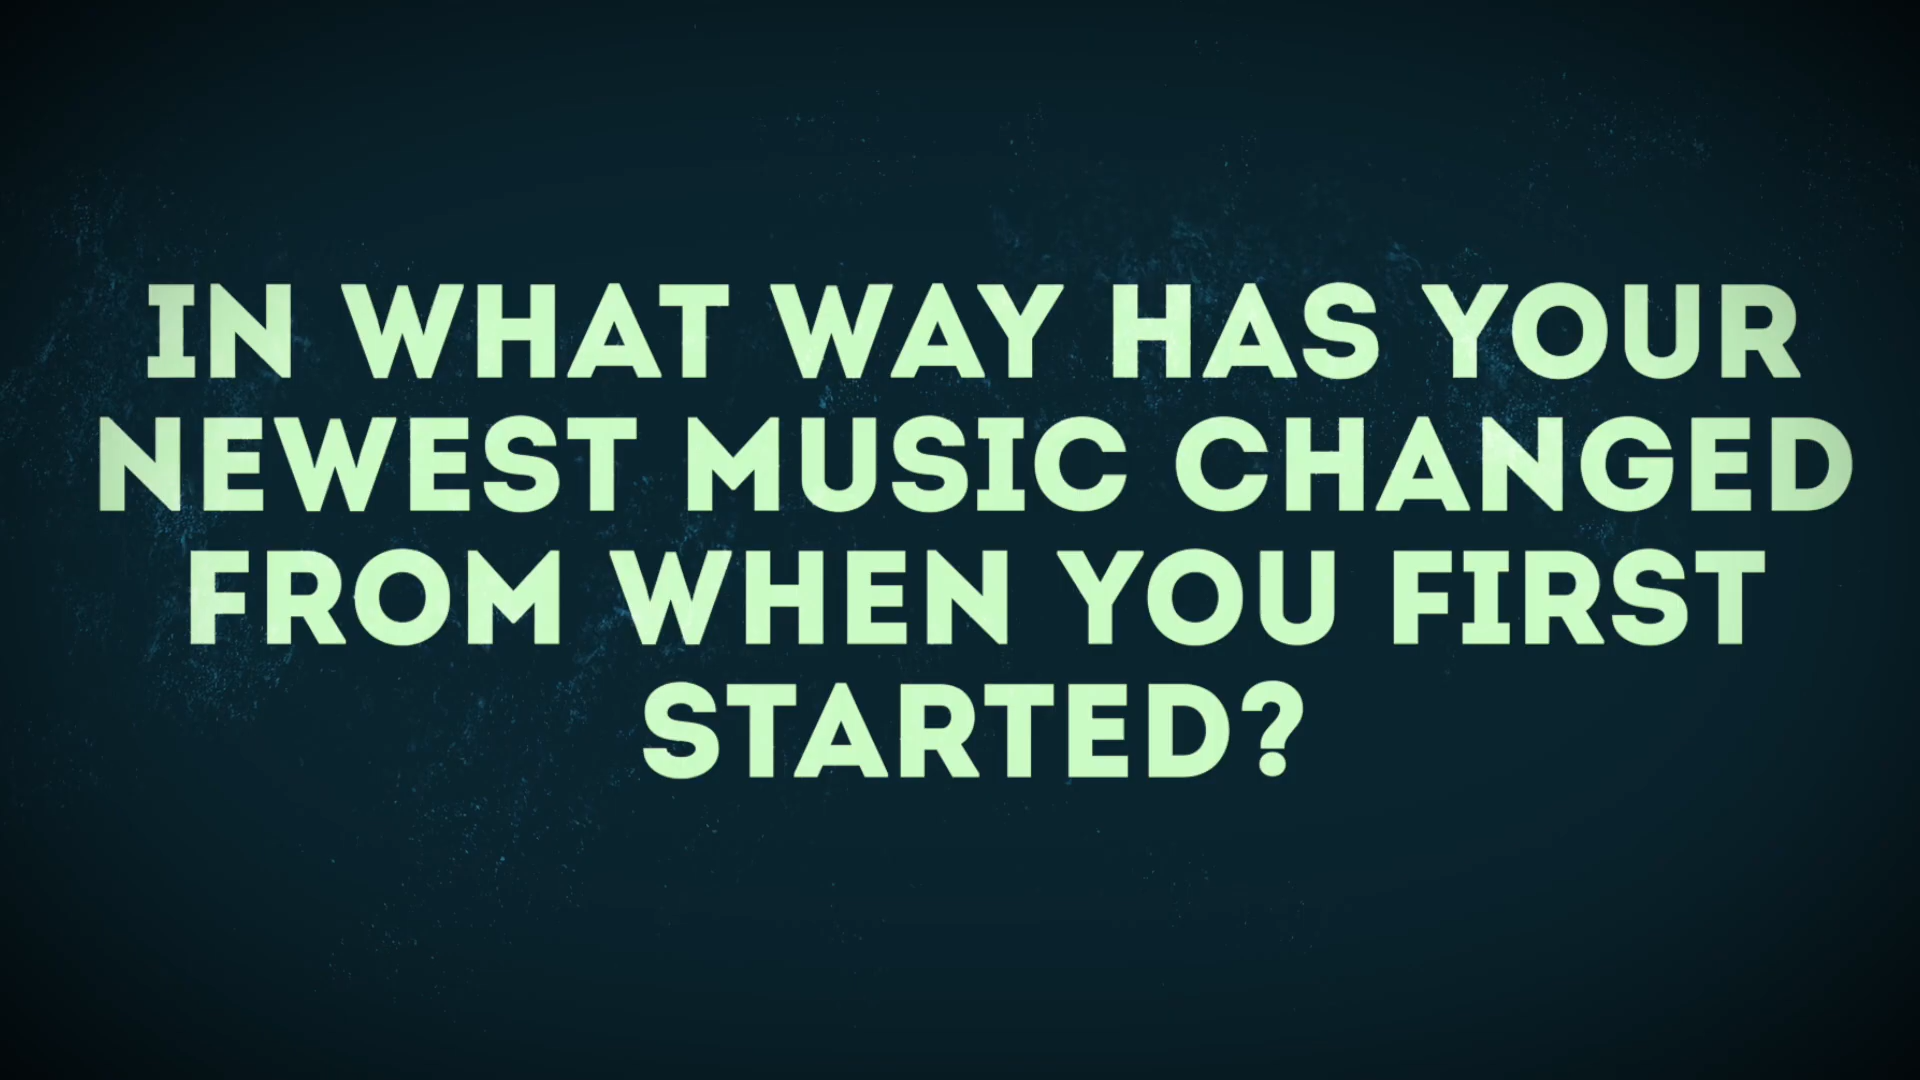 IN WHAT WAY HAS YOUR
NEWEST MUSIC CHANGED
FROM WHEN YOU FIRST
STARTED?